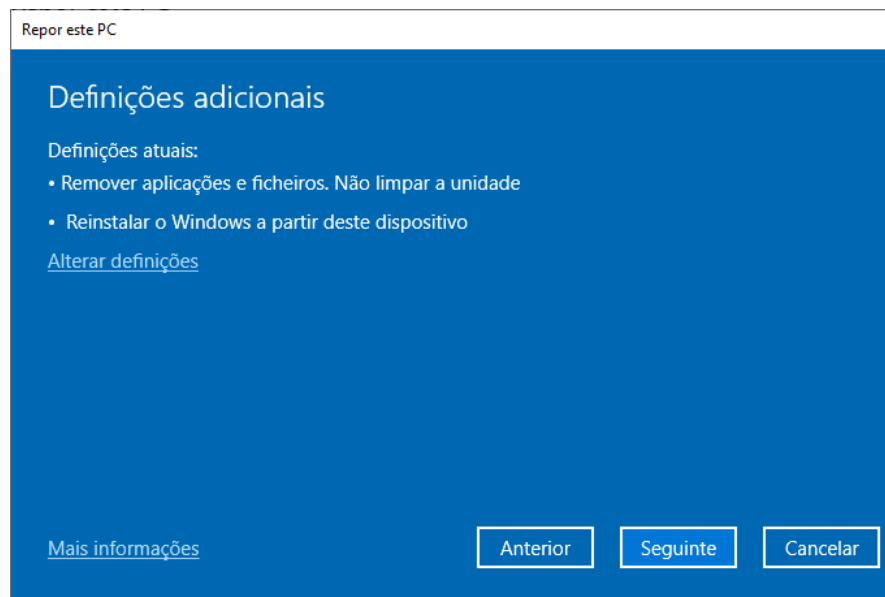 Repor este PC
Definições adicionais
Definições atuais:
• Remover aplicações e ficheiros. Não limpar a unidade
• Reinstalar o Windows a partir deste dispositivo
Alterar definições
Mais informações
Anterior
Seguinte
Cancelar